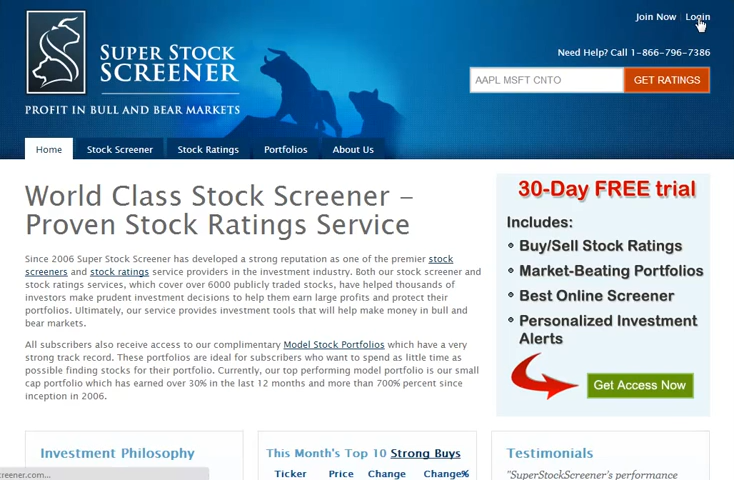 Join Now | Login
SUPER STOCK
SCREENER
PROFIT IN BULL AND BEAR MARKETS
Need Help? Call 1-866-796-7386
AAPL MSFT CNTO
GET RATINGS
Home
Stock Screener
Stock Ratings
Portfolios
About Us
World Class Stock Screener –
Proven Stock Ratings Service
Since 2006 Super Stock Screener has developed a strong reputation as one of the premier stock
screeners and stock ratings service providers in the investment industry. Both our stock screener and
stock ratings services, which cover over 6000 publicly traded stocks, have helped thousands of
investors make prudent investment decisions to help them earn large profits and protect their
portfolios. Ultimately, our service provides investment tools that will help make money in bull and
bear markets.
All subscribers also receive access to our complimentary Model Stock Portfolios which have a very
strong track record. These portfolios are ideal for subscribers who want to spend as little time as
possible finding stocks for their portfolio. Currently, our top performing model portfolio is our small
cap portfolio which has earned over 30% in the last 12 months and more than 700% percent since
inception in 2006.
30-Day FREE trial
Includes:
Buy/Sell Stock Ratings
Market-Beating Portfolios
Best Online Screener
Personalized Investment
Alerts
Get Access Now
Investment Philosophy
This Month's Top 10 Strong Buys
Ticker Price Change Change%
Testimonials
"SuperStockScreener's performance
creener.com...